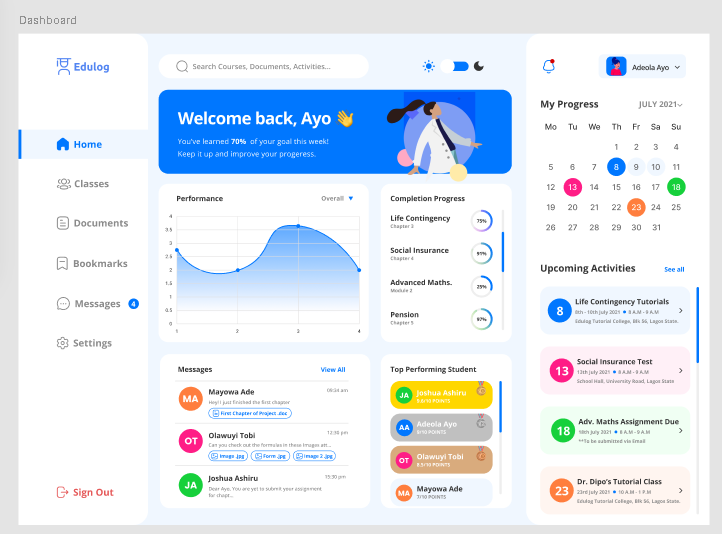 Dashboard
Edulog
Home
Classes
Documents
Bookmarks
Messages 4
Settings
Sign Out
Search Courses, Documents, Activities...
Welcome back, Ayo 👋
You've learned 70% of your goal this week!
Keep it up and improve your progeress.
Performance
Overall
4
3.5
3
2.5
2
1.5
1
0.5
0
1 2 3 4
Completion Progress
Life Contingency
Chapter 3
75%
Social Insurance
Chapter 4
91%
Advanced Maths.
Module 2
25%
Pension
Chapter 5
97%
Messages
View All
MA
Mayowa Ade
09:34 am
Hey! i just finished the first chapter
First Chapter of Project .doc
OT
Olawuyi Tobi
12:30 pm
Can you check out the formulas in these images att...
Image .jpg
Form .jpg
Image 2 .jpg
JA
Joshua Ashiru
Dear Ayo, You are yet to submit your assignment
for chapt...
Top Performing Student
JA
Joshua Ashiru
AA
Adeola Ayo
9/10 POINTS
OT
Olawuyi Tobi
8.5/10 POINTS
MA
Mayowa Ade
7/10 POINTS
Adeola Ayo
My Progress
JULY 2021
Mo Tu We Th Fr Sa Su
1 2 3 4
5 6 7 8 9 10 11
12 13 14 15 16 17 18
19 20 21 22 23 24 25
26 27 28 29 30 31
Upcoming Activities
See all
8
Life Contingency Tutorials
8th - 10th July 2021 • 8 A.M - 9 A.M
Edulog Tutorial College, Blk 56, Lagos State.
13
Social Insurance Test
13th July 2021 • 8 A.M - 9 A.M
School Hall, University Road, Lagos State
18
Adv. Maths Assignment Due
18th July 2021 • 8 A.M - 9 A.M
**To be submitted via Email
23
Dr. Dipo's Tutorial Class
23rd July 2021 • 10 A.M - 1 P.M
Edulog Tutorial College, Blk 56, Lagos State.